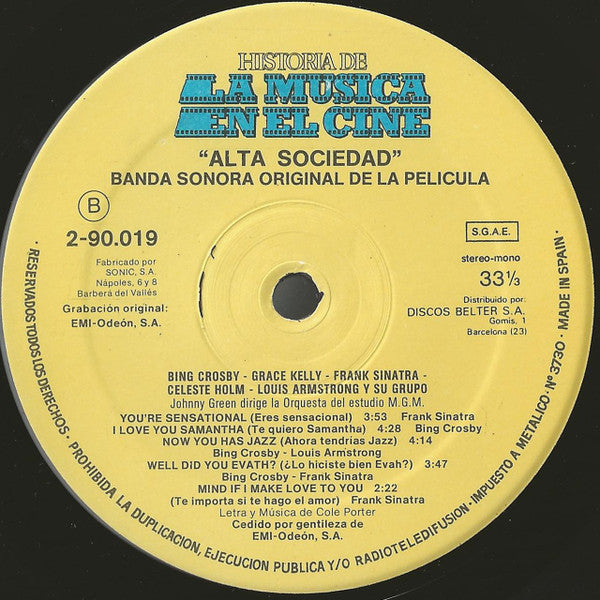 HISTORIA DE
LA MUSICA
EN EL CINE
"ALTA SOCIEDAD"
BANDA SONORA ORIGINAL DE LA PELICULA
B
2-90.019
Fabricado por
SONIC, S.A.
Nápoles, 6 y 8
Barberá del Vallés
Grabación original:
EMI-Odeón, S.A.
S.G.A.E.
stereo-mono
33⅓
Distribuido por:
DISCOS BELTER S.A.
Gomis, 1
Barcelona (23)
BING CROSBY - GRACE KELLY - FRANK SINATRA -
CELESTE HOLM - LOUIS ARMSTRONG Y SU GRUPO
Johnny Green dirige la Orquesta del estudio M.G.M.
YOU'RE SENSATIONAL (Eres sensacional) 3:53 Frank Sinatra
I LOVE YOU SAMANTHA (Te quiero Samantha) 4:28 Bing Crosby
NOW YOU HAS JAZZ (Ahora tendrías Jazz) 4:14
Bing Crosby - Louis Armstrong
WELL DID YOU EVATH? (¿Lo hiciste bien Evah?) 3:47
Bing Crosby - Frank Sinatra
MIND IF I MAKE LOVE TO YOU 2:22
(Te importa si te hago el amor) Frank Sinatra
Letra y Música de Cole Porter
Cedido por gentileza de
EMI-Odeón, S.A.
· RESERVADOS TODOS LOS DERECHOS · PROHIBIDA LA DUPLICACION, EJECUCION PUBLICA Y/O RADIOTELEDIFUSION · IMPUESTO A METALICO · Nº 3730 · MADE IN SPAIN ·